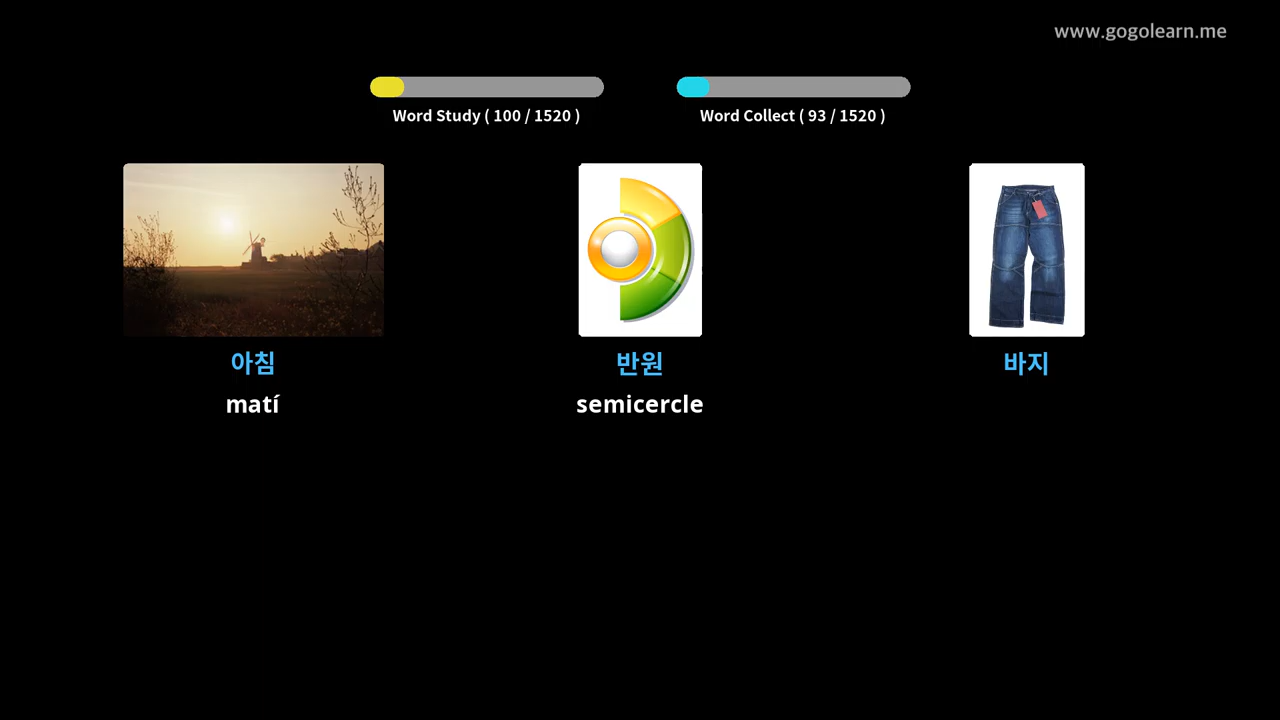 www.gogolearn.me
Word Study ( 100 / 1520 )
Word Collect ( 93 / 1520 )
아침
반원
바지
matí
semicercle